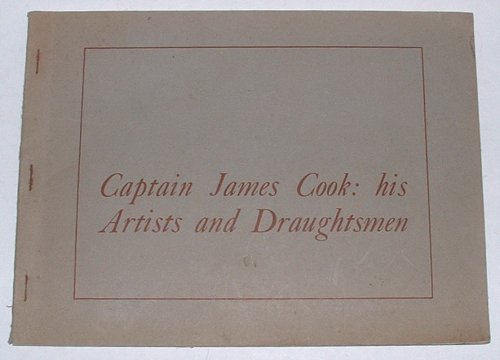 Captain James Cook: his
Artists and Draughtsmen